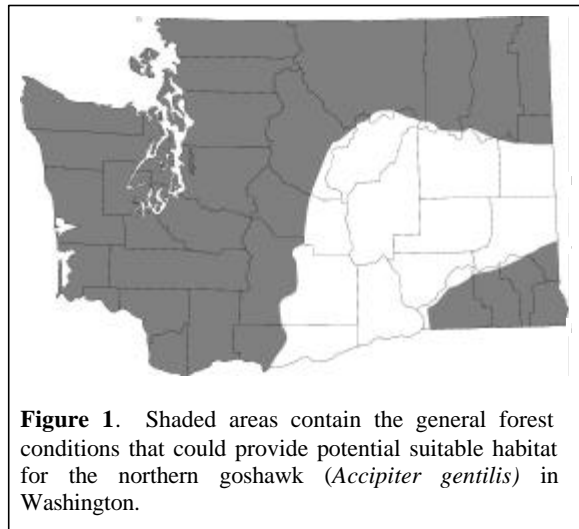 Figure 1. Shaded areas contain the general forest
conditions that could provide potential suitable habitat
for the northern goshawk (Accipiter gentilis) in
Washington.